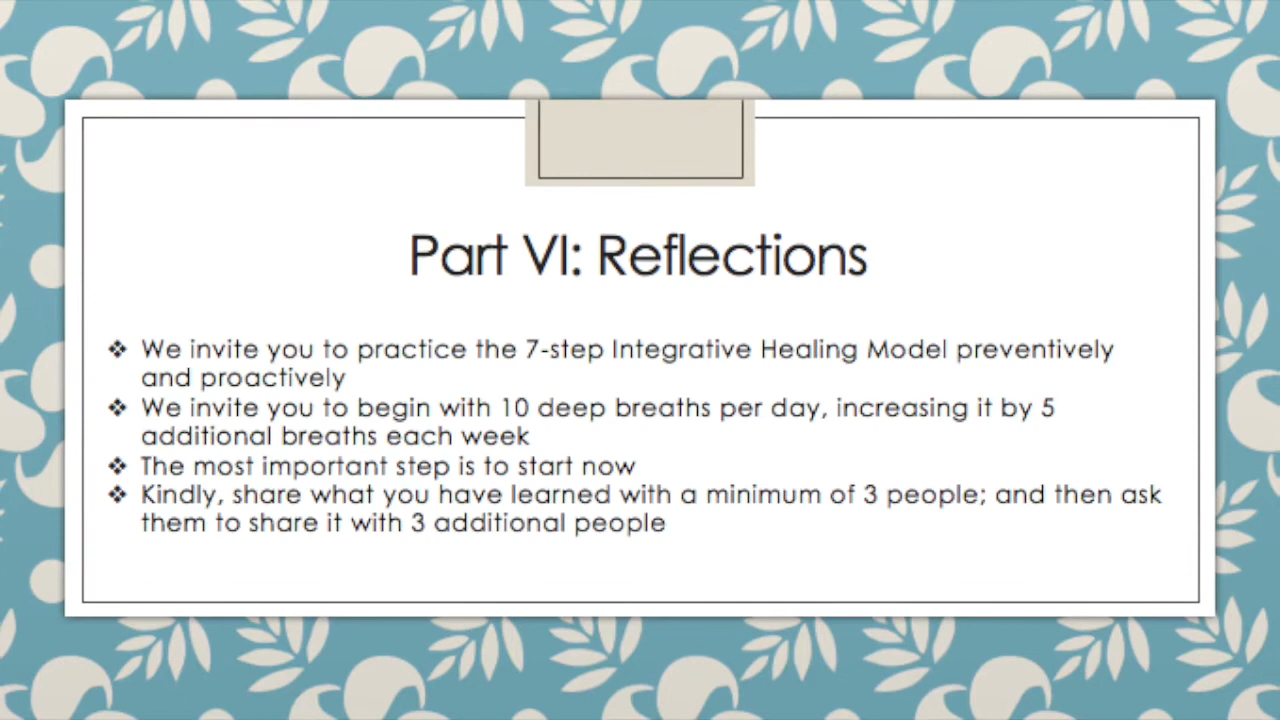 Part VI: Reflections
❖ We invite you to practice the 7-step Integrative Healing Model preventively
and proactively
❖ We invite you to begin with 10 deep breaths per day, increasing it by 5
additional breaths each week
❖ The most important step is to start now
❖ Kindly, share what you have learned with a minimum of 3 people; and then ask
them to share it with 3 additional people